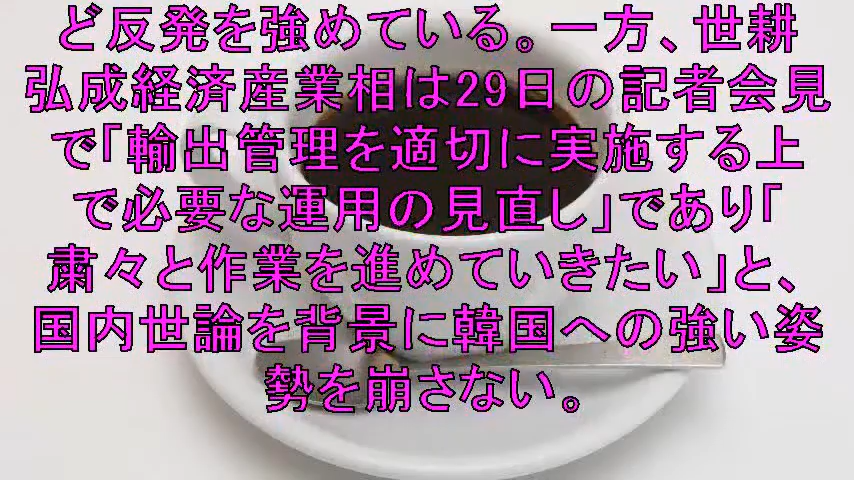 ど反発を強めている。一方、世耕
弘成経済産業相は29日の記者会見
で「輸出管理を適切に実施する上
で必要な運用の見直し」であり「
粛々と作業を進めていきたい」と、
国内世論を背景に韓国への強い姿
勢を崩さない。